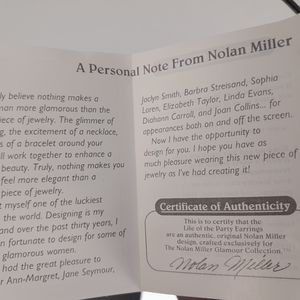 A Personal Note From Nolan Miller
ly believe nothing makes a
man more glamorous than the
iece of jewelry. The glimmer of
g, the excitement of a necklace,
s of a bracelet around your
ll work together to enhance a
beauty. Truly, nothing makes you
feel more elegant than a
piece of jewelry.
t myself one of the luckiest
the world. Designing is my
and over the past thirty years, I
n fortunate to design for some of
glamorous women.
had the great pleasure to
r Ann-Margret, Jane Seymour,
Jaclyn Smith, Barbra Streisand, Sophia
Loren, Elizabeth Taylor, Linda Evans,
Diahann Carroll, and Joan Collins... for
appearances both on and off the screen.
Now I have the opportunity to
design for you. I hope you have as
much pleasure wearing this new piece of
jewelry as I've had creating it!
Certificate of Authenticity
This is to certify that the
Life of the Party Earrings
are an authentic, original Nolan Miller
design, crafted exclusively for
The Nolan Miller Glamour Collection.™
Nolan Miller